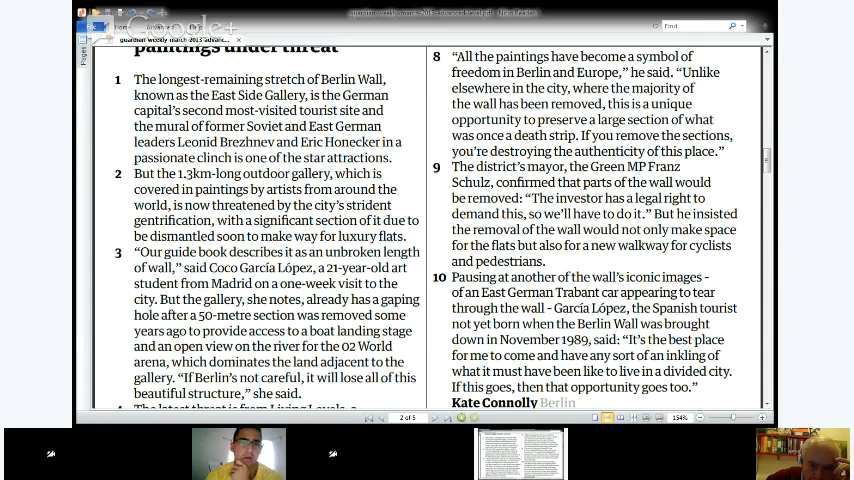 guardian-weekly-march-2013-advanc...
Find
Pages
paintings under threat
1 The longest-remaining stretch of Berlin Wall,
known as the East Side Gallery, is the German
capital's second most-visited tourist site and
the mural of former Soviet and East German
leaders Leonid Brezhnev and Eric Honecker in a
passionate clinch is one of the star attractions.
2 But the 1.3km-long outdoor gallery, which is
covered in paintings by artists from around the
world, is now threatened by the city's strident
gentrification, with a significant section of it due to
be dismantled soon to make way for luxury flats.
3 “Our guide book describes it as an unbroken length
of wall,” said Coco García López, a 21-year-old art
student from Madrid on a one-week visit to the
city. But the gallery, she notes, already has a gaping
hole after a 50-metre section was removed some
years ago to provide access to a boat landing stage
and an open view on the river for the 02 World
arena, which dominates the land adjacent to the
gallery. “If Berlin's not careful, it will lose all of this
beautiful structure,” she said.
4 The latest threat is from Living Levels, a
8 “All the paintings have become a symbol of
freedom in Berlin and Europe,” he said. “Unlike
elsewhere in the city, where the majority of
the wall has been removed, this is a unique
opportunity to preserve a large section of what
was once a death strip. If you remove the sections,
you're destroying the authenticity of this place.”
9 The district's mayor, the Green MP Franz
Schulz, confirmed that parts of the wall would
be removed: “The investor has a legal right to
demand this, so we'll have to do it.” But he insisted
the removal of the wall would not only make space
for the flats but also for a new walkway for cyclists
and pedestrians.
10 Pausing at another of the wall's iconic images –
of an East German Trabant car appearing to tear
through the wall – García López, the Spanish tourist
not yet born when the Berlin Wall was brought
down in November 1989, said: “It's the best place
for me to come and have any sort of an inkling of
what it must have been like to live in a divided city.
If this goes, then that opportunity goes too.”
Kate Connolly Berlin
2 of 5
154%